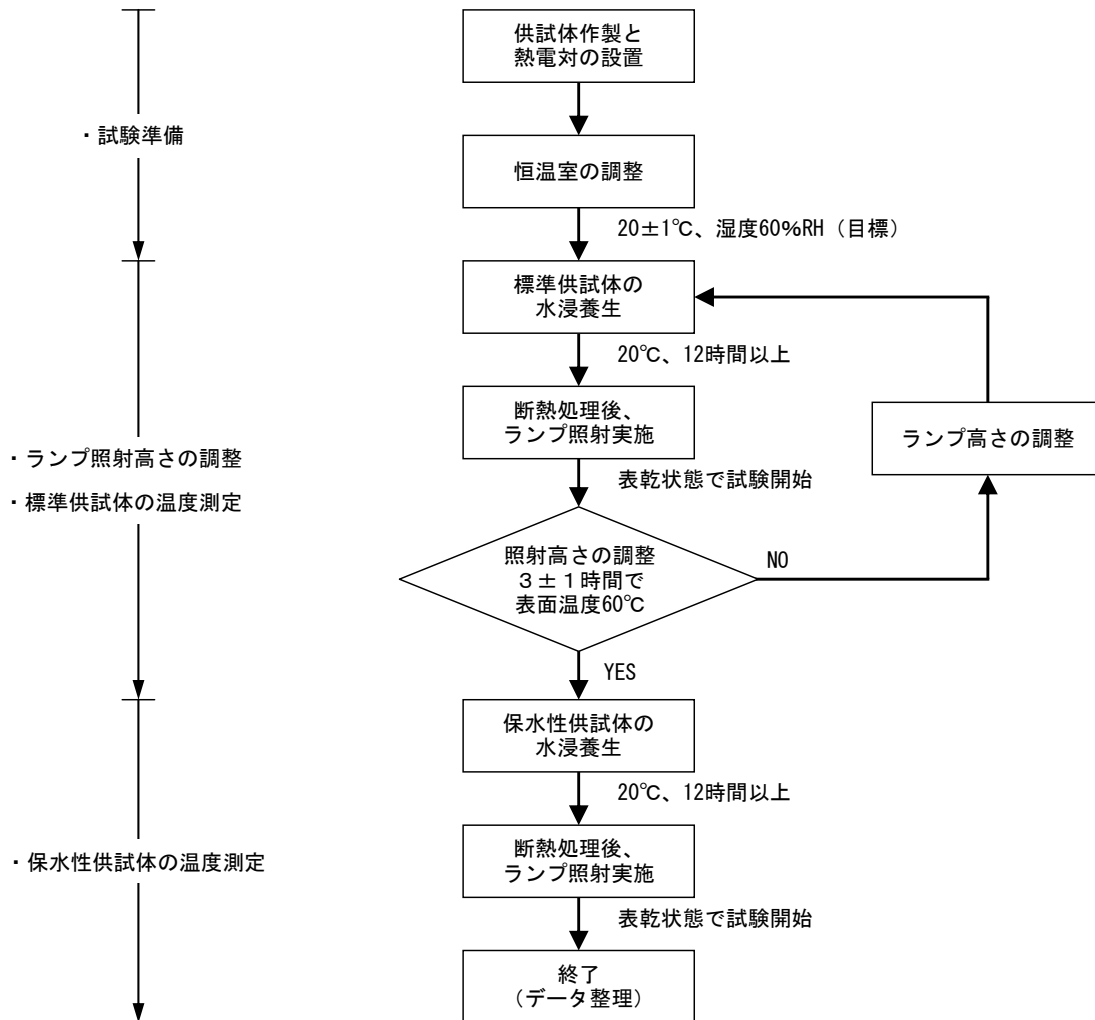 供試体作製と
熱電対の設置
・試験準備
恒温室の調整
20±1℃、湿度60%RH（目標）
標準供試体の
水浸養生
20℃、12時間以上
断熱処理後、
ランプ照射実施
ランプ高さの調整
・ランプ照射高さの調整
表乾状態で試験開始
・標準供試体の温度測定
照射高さの調整
３±１時間で
表面温度60℃
NO
YES
保水性供試体の
水浸養生
20℃、12時間以上
断熱処理後、
ランプ照射実施
・保水性供試体の温度測定
表乾状態で試験開始
終了
（データ整理）